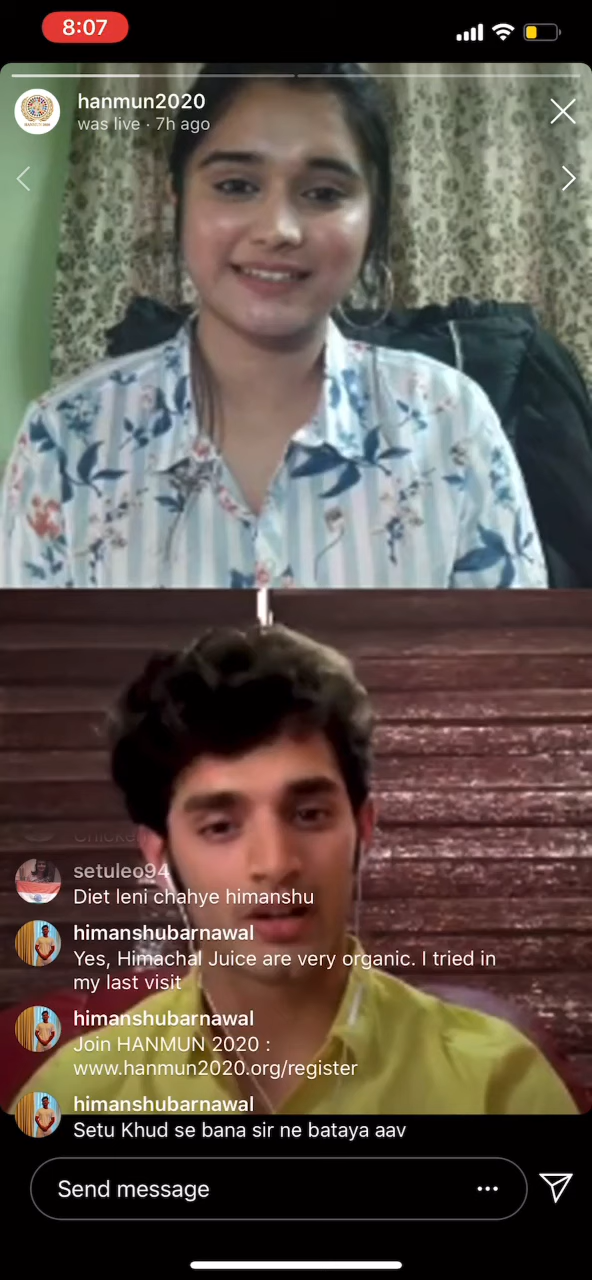 8:07
hanmun2020
was live · 7h ago
setuleo94
Diet leni chahye himanshu
himanshubarnawal
Yes, Himachal Juice are very organic. I tried in
my last visit
himanshubarnawal
Join HANMUN 2020 :
www.hanmun2020.org/register
himanshubarnawal
Setu Khud se bana sir ne bataya aav
Send message